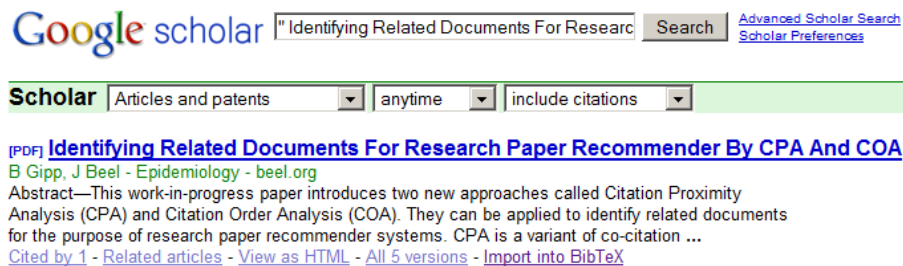 Google scholar " Identifying Related Documents For Researc Search Advanced Scholar Search
Scholar Preferences
Scholar Articles and patents anytime include citations
[PDF] Identifying Related Documents For Research Paper Recommender By CPA And COA
B Gipp, J Beel - Epidemiology - beel.org
Abstract—This work-in-progress paper introduces two new approaches called Citation Proximity
Analysis (CPA) and Citation Order Analysis (COA). They can be applied to identify related documents
for the purpose of research paper recommender systems. CPA is a variant of co-citation ...
Cited by 1 - Related articles - View as HTML - All 5 versions - Import into BibTeX